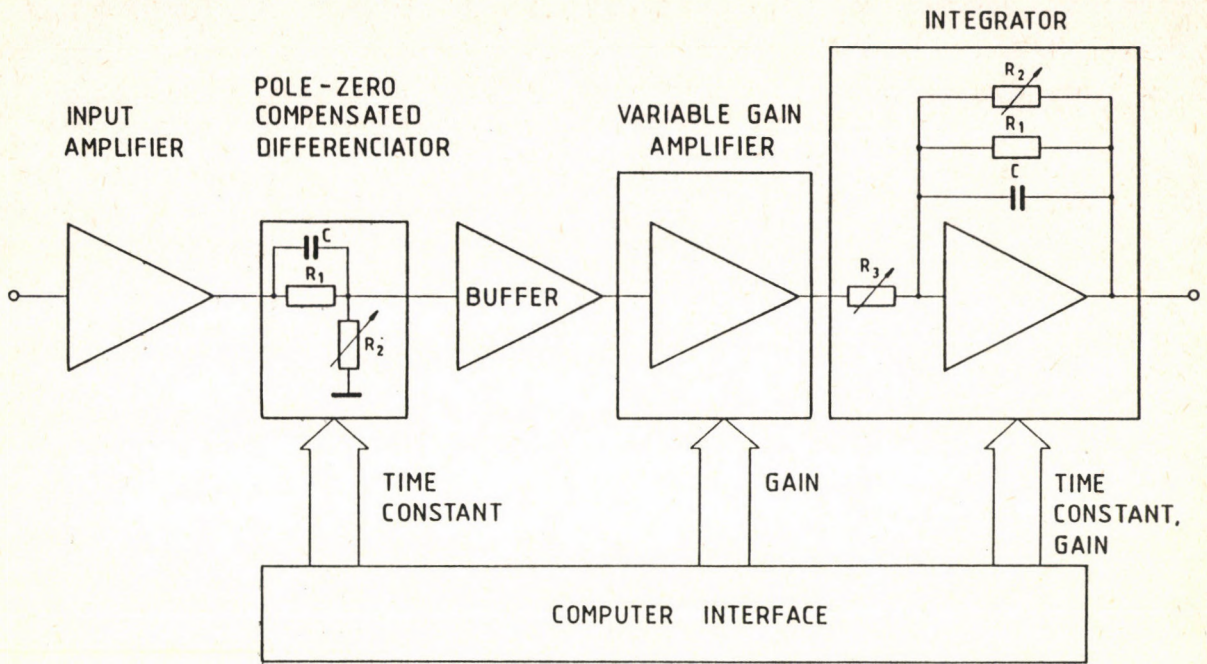 INTEGRATOR
POLE-ZERO
COMPENSATED
DIFFERENCIATOR
INPUT
AMPLIFIER
VARIABLE GAIN
AMPLIFIER
R2
R1
C
C
R1
R2
BUFFER
R3
TIME
CONSTANT
GAIN
TIME
CONSTANT,
GAIN
COMPUTER INTERFACE